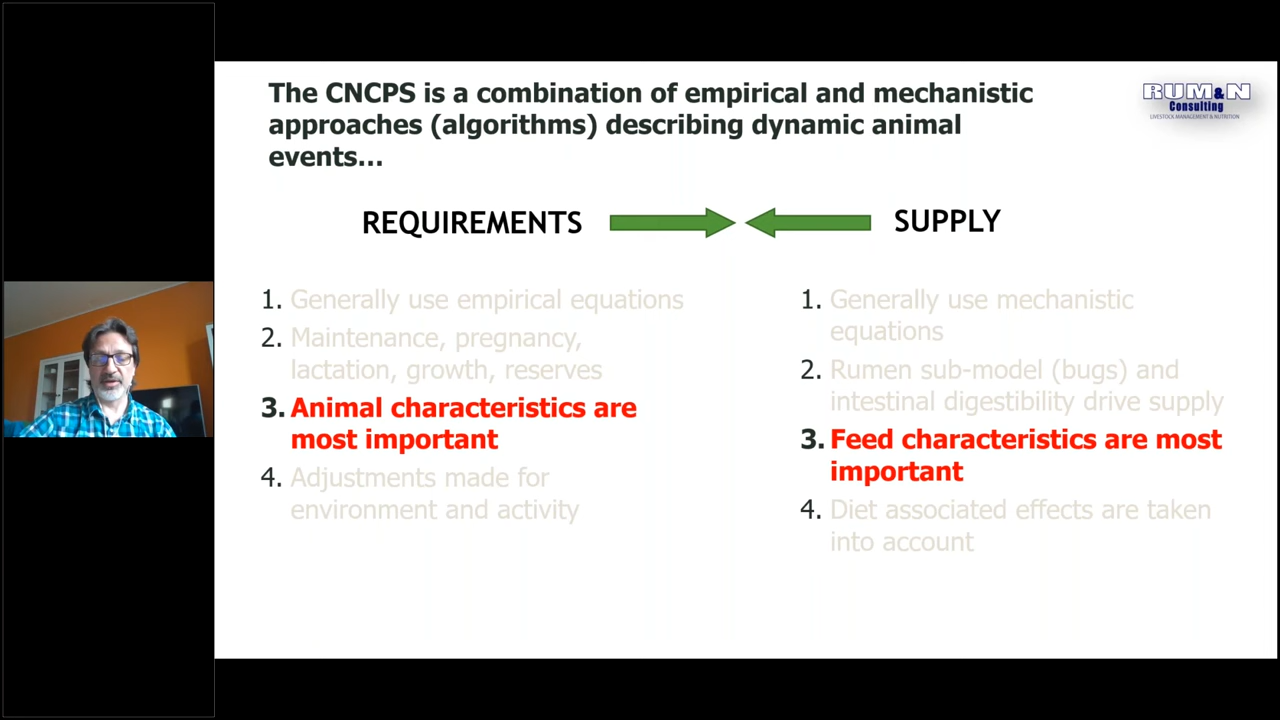 The CNCPS is a combination of empirical and mechanistic
approaches (algorithms) describing dynamic animal
events...
RUM&N
Consulting
LIVESTOCK MANAGEMENT & NUTRITION
REQUIREMENTS
SUPPLY
1. Generally use empirical equations
2. Maintenance, pregnancy,
lactation, growth, reserves
3. Animal characteristics are
most important
4. Adjustments made for
environment and activity
1. Generally use mechanistic
equations
2. Rumen sub-model (bugs) and
intestinal digestibility drive supply
3. Feed characteristics are most
important
4. Diet associated effects are taken
into account